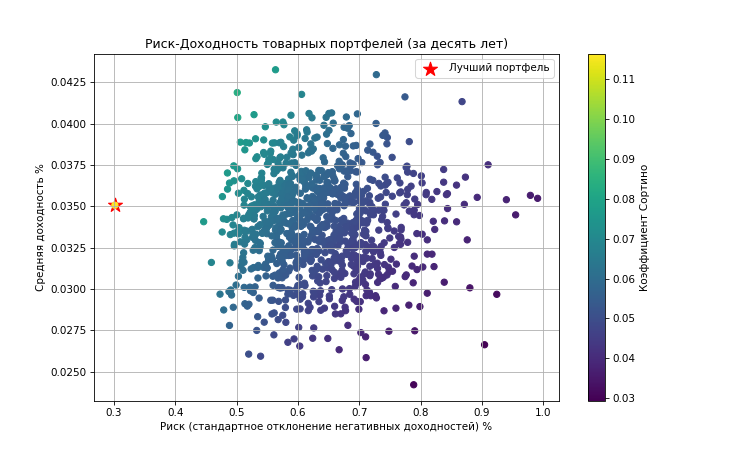 Риск-Доходность товарных портфелей (за десять лет)
Лучший портфель
Средняя доходность %
0.0425
0.0400
0.0375
0.0350
0.0325
0.0300
0.0275
0.0250
0.3 0.4 0.5 0.6 0.7 0.8 0.9 1.0
Риск (стандартное отклонение негативных доходностей) %
0.11
0.10
0.09
0.08
0.07
0.06
0.05
0.04
0.03
Коэффициент Сортино